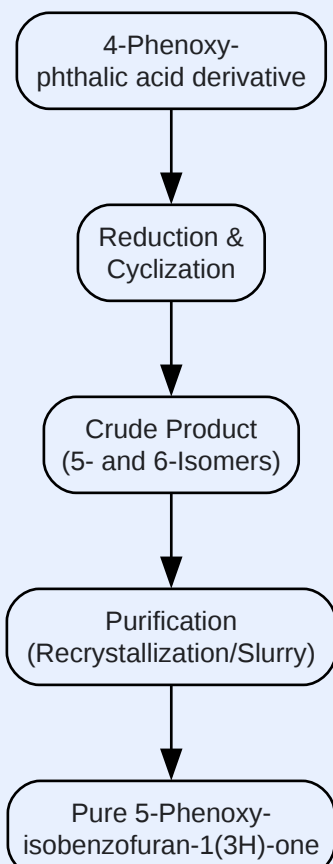 4-Phenoxy-
phthalic acid derivative
Reduction &
Cyclization
Crude Product
(5- and 6-Isomers)
Purification
(Recrystallization/Slurry)
Pure 5-Phenoxy-
isobenzofuran-1(3H)-one